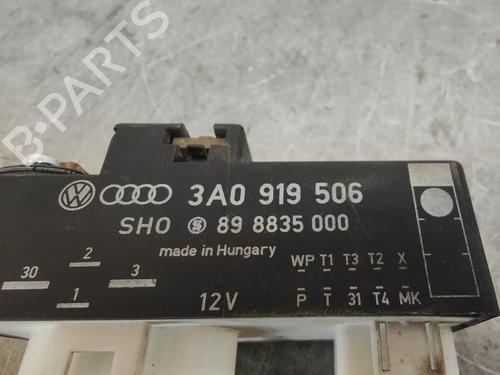 B-PARTS
3A0 919 506
SHO 89 8835 000
made in Hungary
WP T1 T3 T2 X
2
30 3
1
12V
P T 31 T4 MK